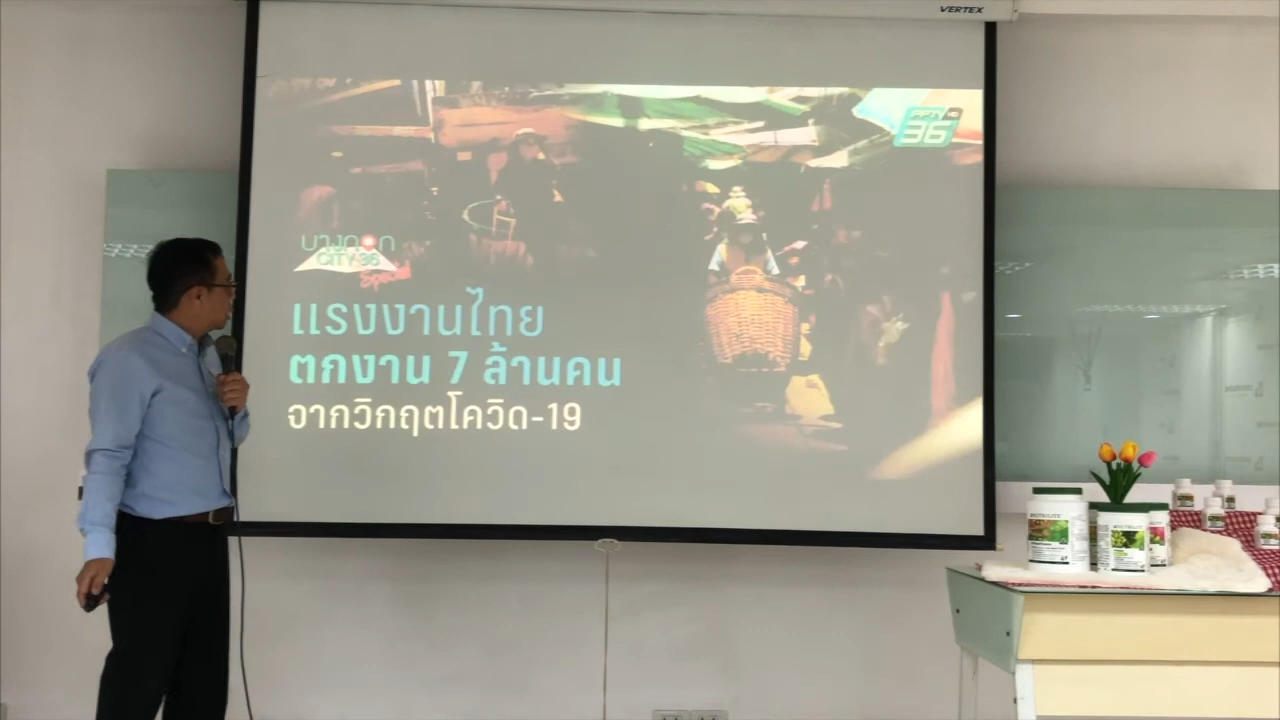 VERTEX
PPTV HD
36
บางกอก
CITY 36
Special
แรงงานไทย
ตกงาน 7 ล้านคน
จากวิกฤตโควิด-19
NUTRILITE
NUTRILITE